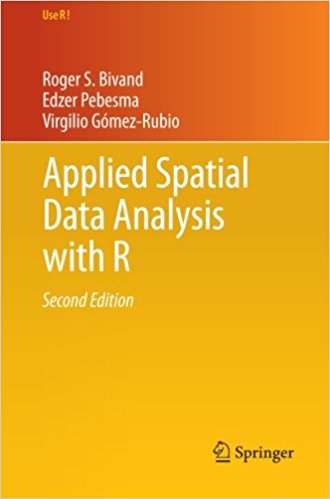 Use R!
Roger S. Bivand
Edzer Pebesma
Virgilio Gómez-Rubio
Applied Spatial
Data Analysis
with R
Second Edition
Springer